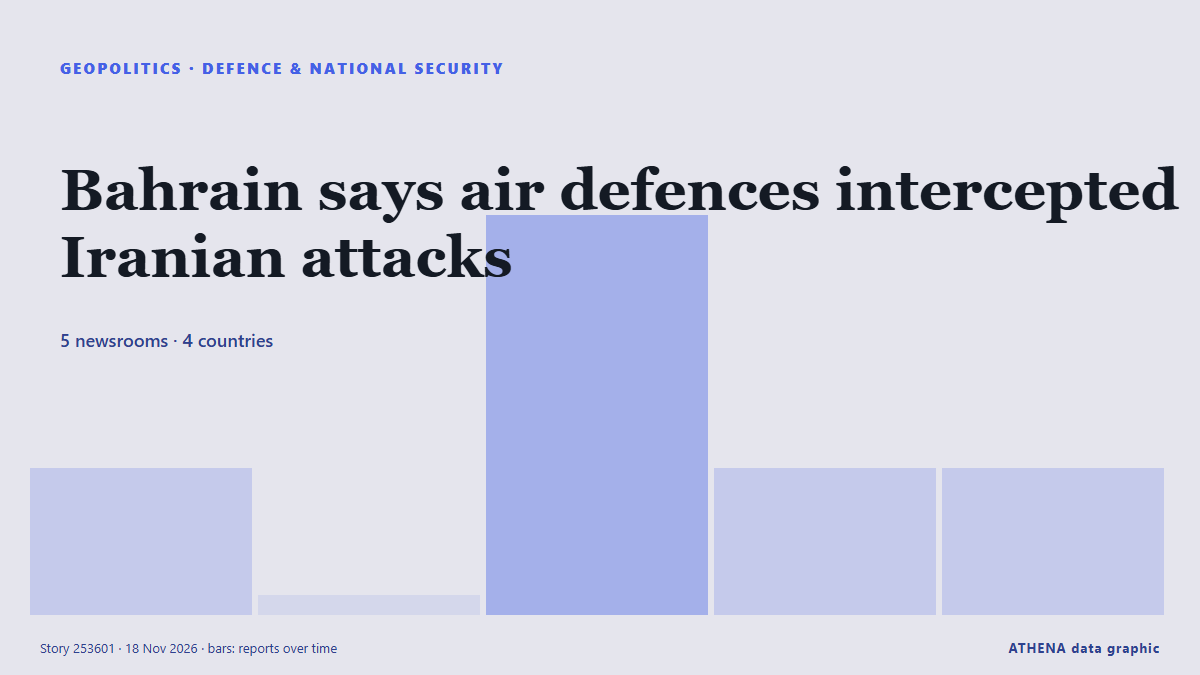 GEOPOLITICS · DEFENCE & NATIONAL SECURITY
Bahrain says air defences intercepted
Iranian attacks
5 newsrooms · 4 countries
Story 253601 · 18 Nov 2026 · bars: reports over time
ATHENA data graphic